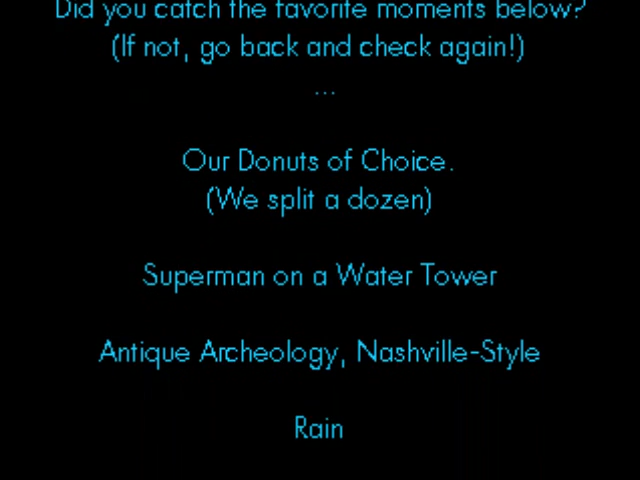 Did you catch the favorite moments below?
(If not, go back and check again!)
...
Our Donuts of Choice.
(We split a dozen)
Superman on a Water Tower
Antique Archeology, Nashville-Style
Rain